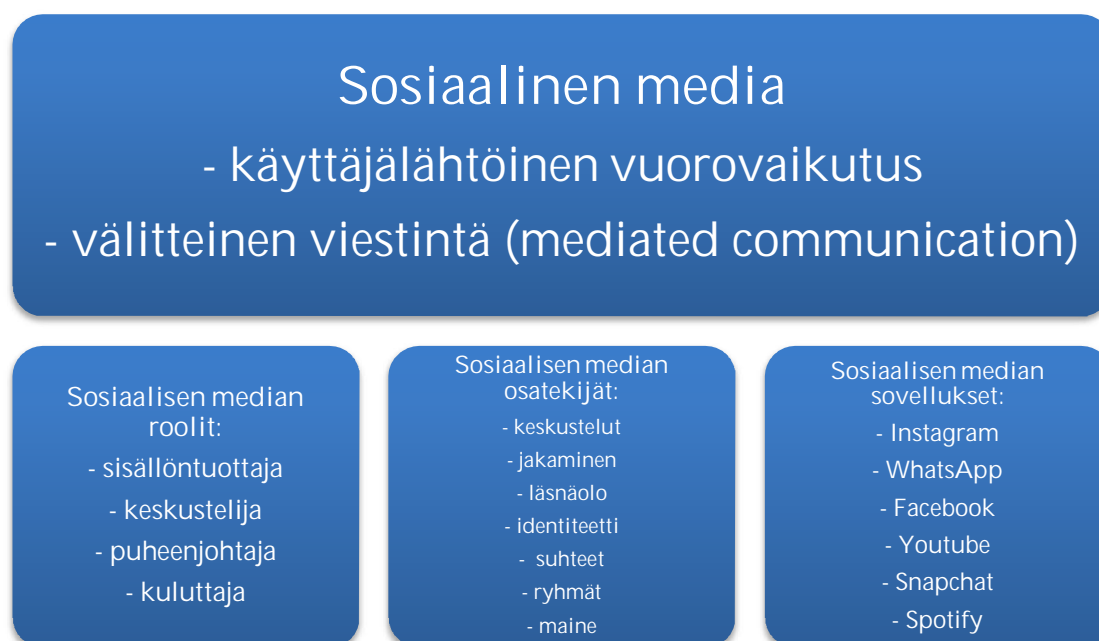 Sosiaalinen media
- käyttäjälähtöinen vuorovaikutus
- välitteinen viestintä (mediated communication)
Sosiaalisen median
roolit:
- sisällöntuottaja
- keskustelija
- puheenjohtaja
- kuluttaja
Sosiaalisen median
osatekijät:
- keskustelut
- jakaminen
- läsnäolo
- identiteetti
- suhteet
- ryhmät
- maine
Sosiaalisen median
sovellukset:
- Instagram
- WhatsApp
- Facebook
- Youtube
- Snapchat
- Spotify